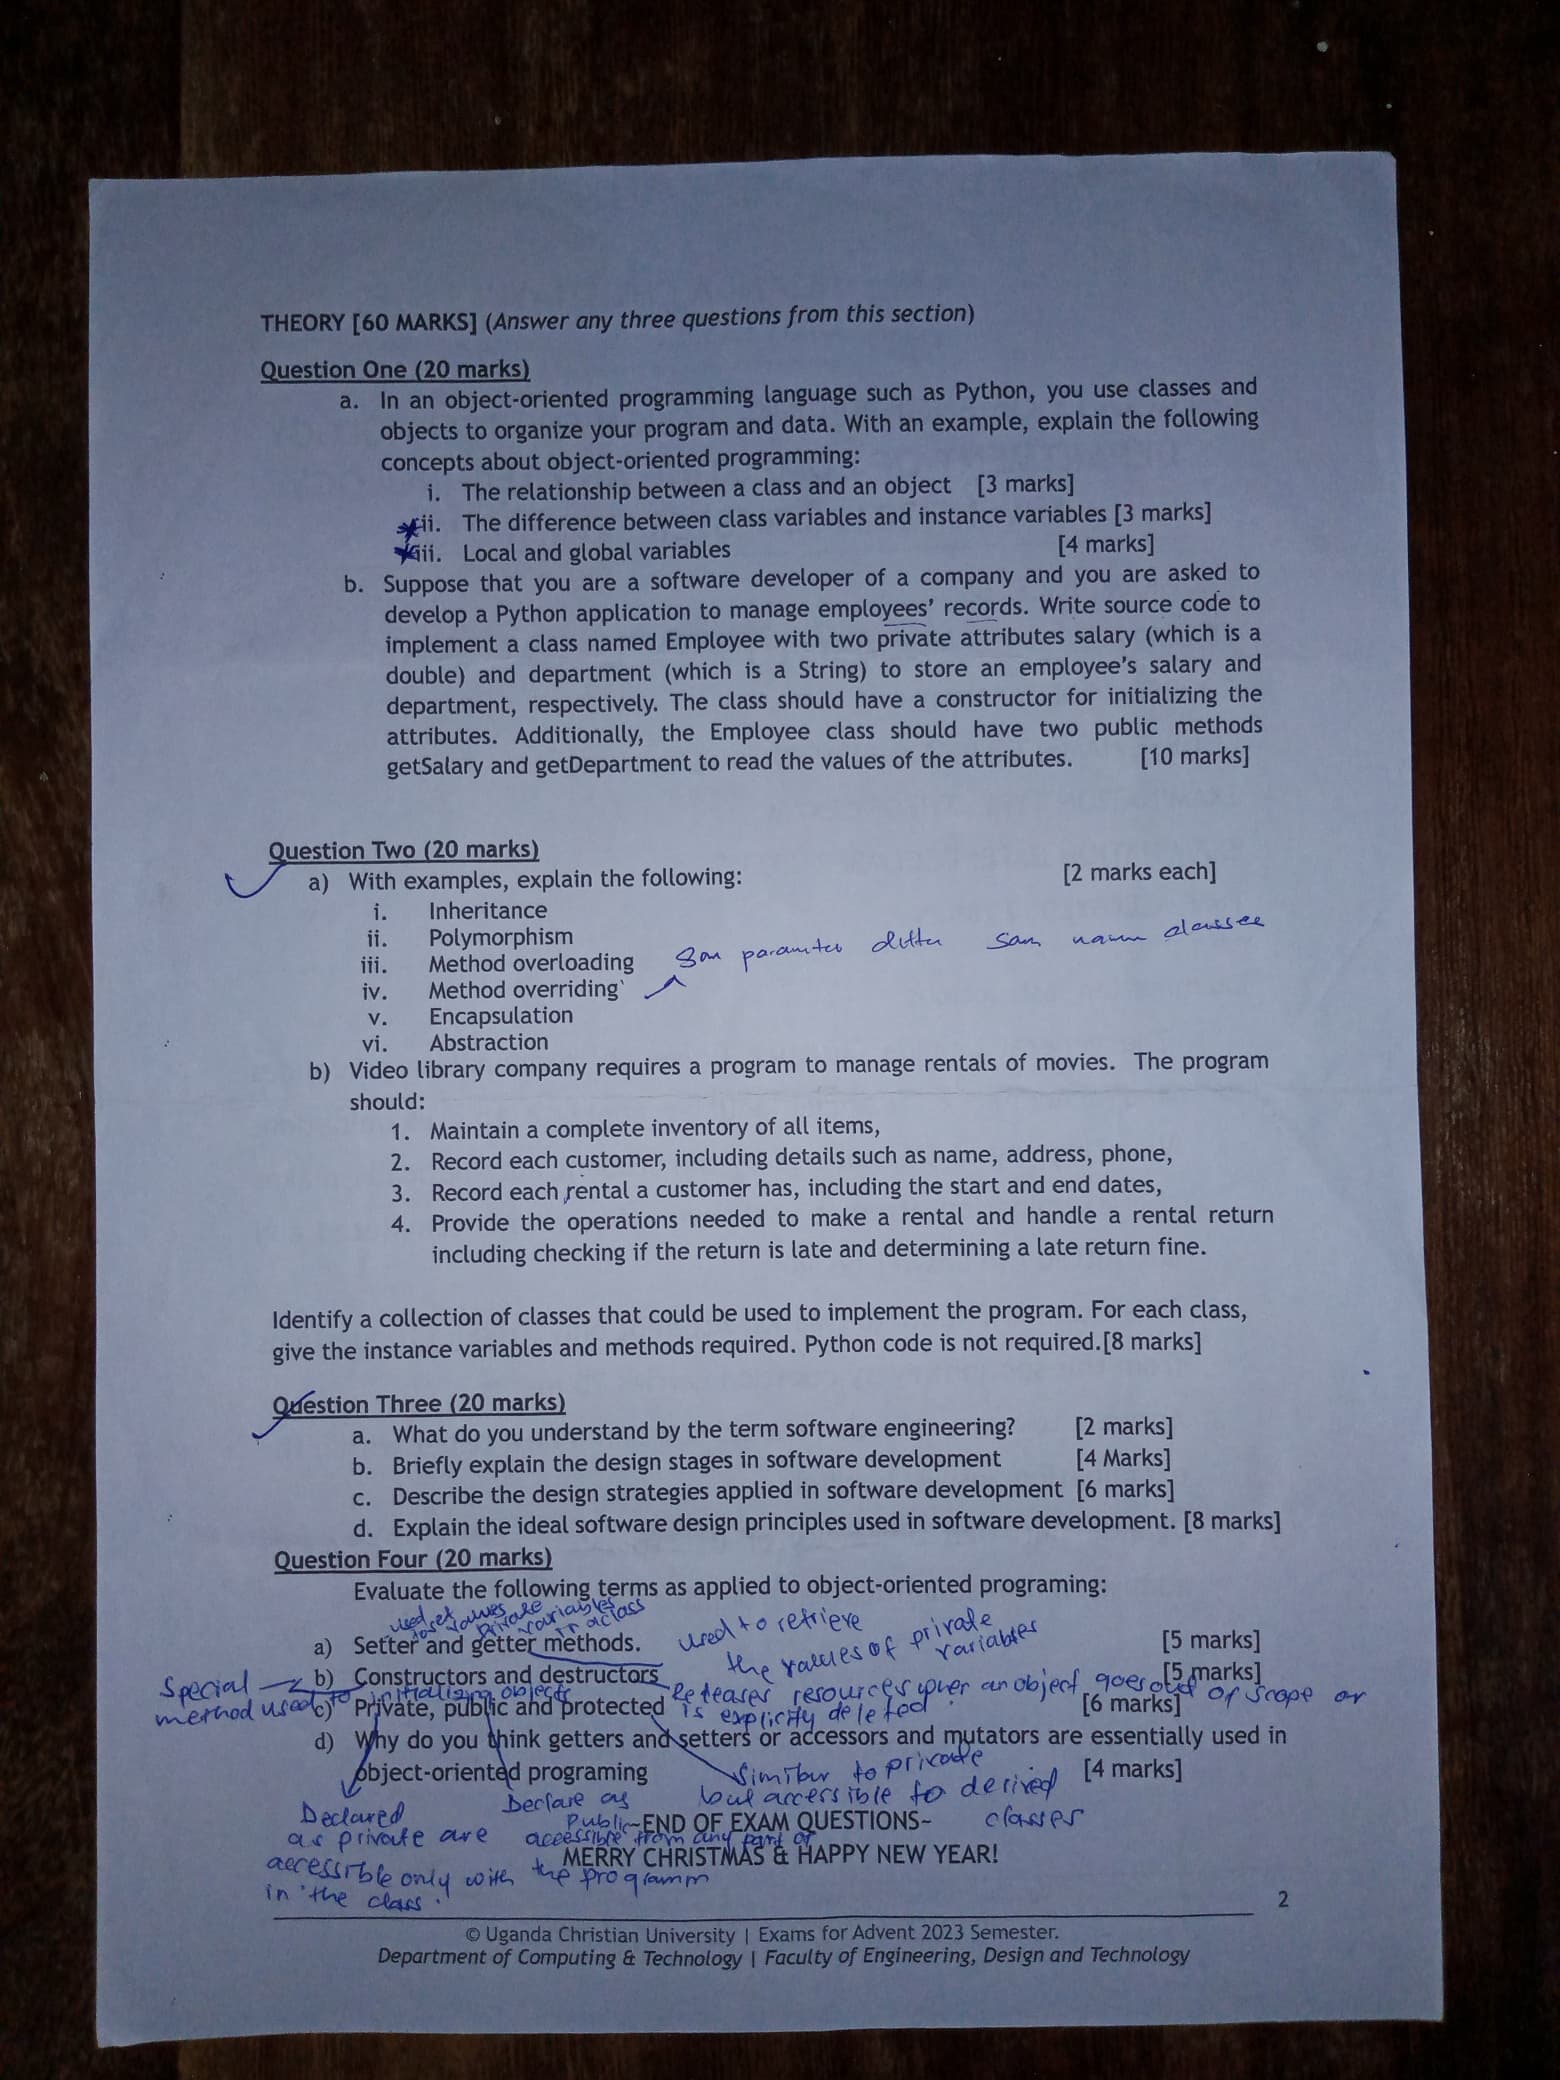 THEORY [60 MARKS] (Answer any three questions from this section)
Question One (20 marks)
a. In an object-oriented programming language such as Python, you use classes and
objects to organize your program and data. With an example, explain the following
concepts about object-oriented programming:
i. The relationship between a class and an object [3 marks]
ii. The difference between class variables and instance variables [3 marks]
iii. Local and global variables [4 marks]
b. Suppose that you are a software developer of a company and you are asked to
develop a Python application to manage employees' records. Write source code to
implement a class named Employee with two private attributes salary (which is a
double) and department (which is a String) to store an employee's salary and
department, respectively. The class should have a constructor for initializing the
attributes. Additionally, the Employee class should have two public methods
getSalary and getDepartment to read the values of the attributes. [10 marks]
Question Two (20 marks)
a) With examples, explain the following: [2 marks each]
i. Inheritance
ii. Polymorphism
iii. Method overloading
iv. Method overriding
v. Encapsulation
vi. Abstraction
b) Video library company requires a program to manage rentals of movies. The program
should:
1. Maintain a complete inventory of all items,
2. Record each customer, including details such as name, address, phone,
3. Record each rental a customer has, including the start and end dates,
4. Provide the operations needed to make a rental and handle a rental return
including checking if the return is late and determining a late return fine.
Identify a collection of classes that could be used to implement the program. For each class,
give the instance variables and methods required. Python code is not required.[8 marks]
Question Three (20 marks)
a. What do you understand by the term software engineering? [2 marks]
b. Briefly explain the design stages in software development [4 Marks]
c. Describe the design strategies applied in software development [6 marks]
d. Explain the ideal software design principles used in software development. [8 marks]
Question Four (20 marks)
Evaluate the following terms as applied to object-oriented programing:
used to set values private variables class
used to retrieve
the values of private
variables
a) Setter and getter methods. [5 marks]
b) Constructors and destructors [5 marks]
Special
method used to initializing objects
Releases resources when an object goes out of scope or
is explicitly deleted
c) Private, public and protected [6 marks]
d) Why do you think getters and setters or accessors and mutators are essentially used in
object-oriented programing [4 marks]
Similar to private
but accessible to derived
classes
Declared
as private are
accessible only with
in the class.
Declare as
public
accessible from any part of
the programm
~END OF EXAM QUESTIONS~
MERRY CHRISTMAS & HAPPY NEW YEAR!
2
© Uganda Christian University | Exams for Advent 2023 Semester.
Department of Computing & Technology | Faculty of Engineering, Design and Technology